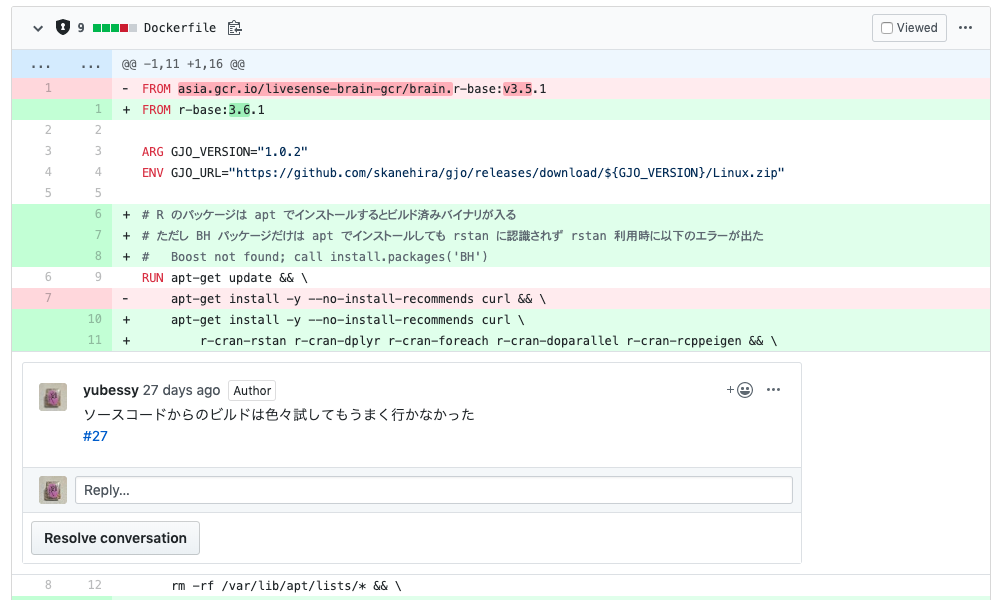 9 Dockerfile Viewed ...
... ... @@ -1,11 +1,16 @@
1 - FROM asia.gcr.io/livesense-brain-gcr/brain.r-base:v3.5.1
1 + FROM r-base:3.6.1
2 2
3 3 ARG GJO_VERSION="1.0.2"
4 4 ENV GJO_URL="https://github.com/skanehira/gjo/releases/download/${GJO_VERSION}/Linux.zip"
5 5
6 + # R のパッケージは apt でインストールするとビルド済みバイナリが入る
7 + # ただし BH パッケージだけは apt でインストールしても rstan に認識されず rstan 利用時に以下のエラーが出た
8 + #   Boost not found; call install.packages('BH')
6 9 RUN apt-get update && \
7 - apt-get install -y --no-install-recommends curl && \
10 + apt-get install -y --no-install-recommends curl \
11 + r-cran-rstan r-cran-dplyr r-cran-foreach r-cran-doparallel r-cran-rcppeigen && \
yubessy 27 days ago Author + ...
ソースコードからのビルドは色々試してもうまく行かなかった
#27
Reply...
Resolve conversation
8 12 rm -rf /var/lib/apt/lists/* && \